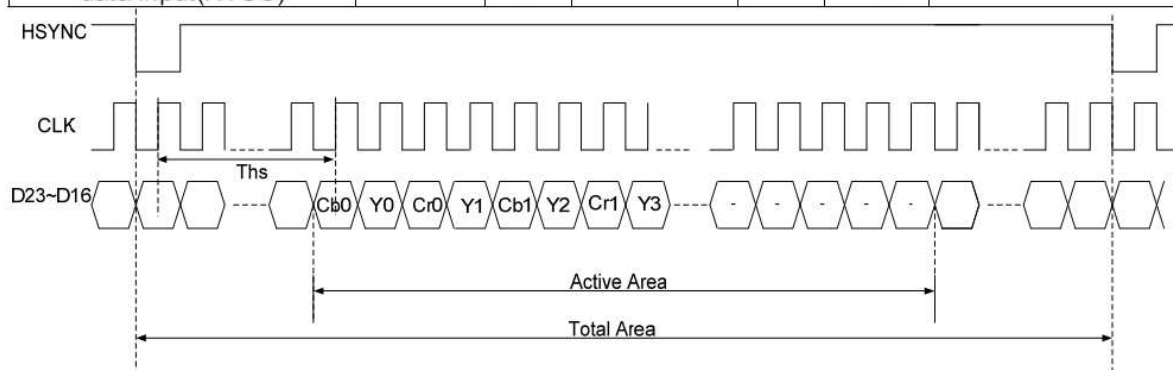 HSYNC
CLK
Ths
D23~D16
Cb0 Y0 Cr0 Y1 Cb1 Y2 Cr1 Y3 - - - - -
Active Area
Total Area